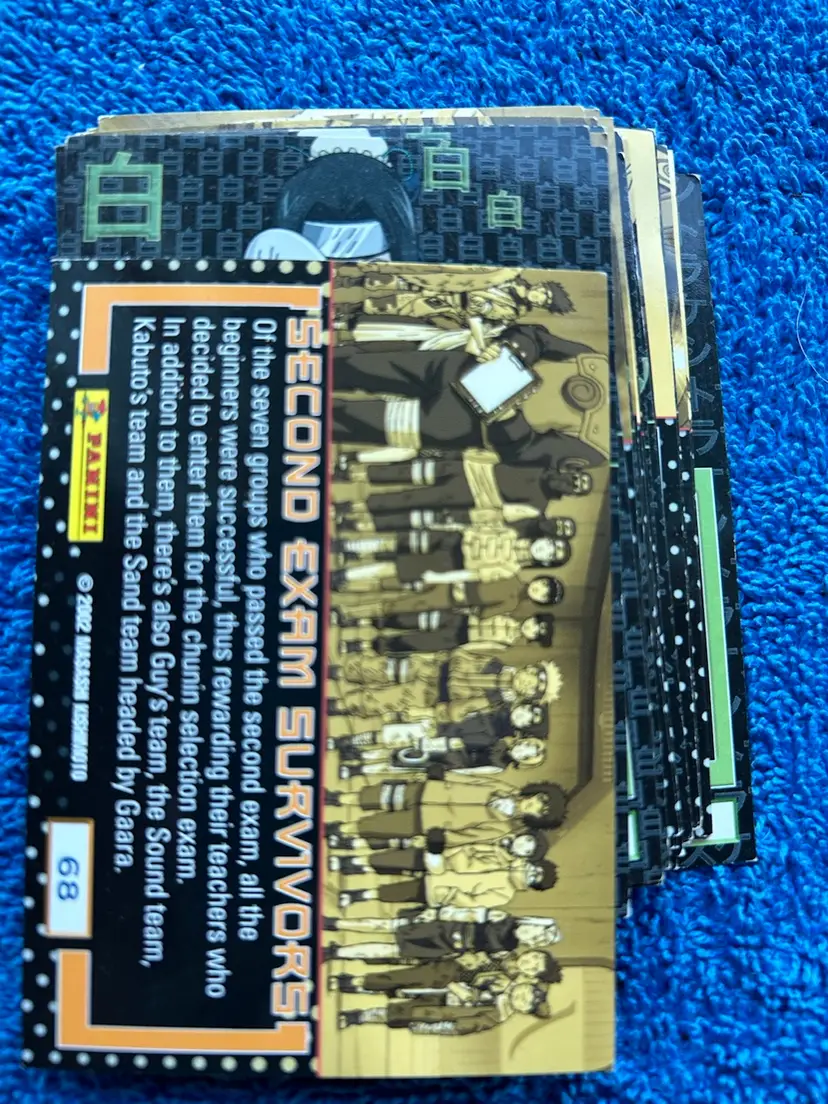 白
白
白
SECOND EXAM SURVIVORS
Of the seven groups who passed the second exam, all the
beginners were successful, thus rewarding their teachers who
decided to enter them for the chunin selection exam.
In addition to them, there's also Guy's team, the Sound team,
Kabuto's team and the Sand team headed by Gaara.
PANINI
© 2002 MASASHI KISHIMOTO
68